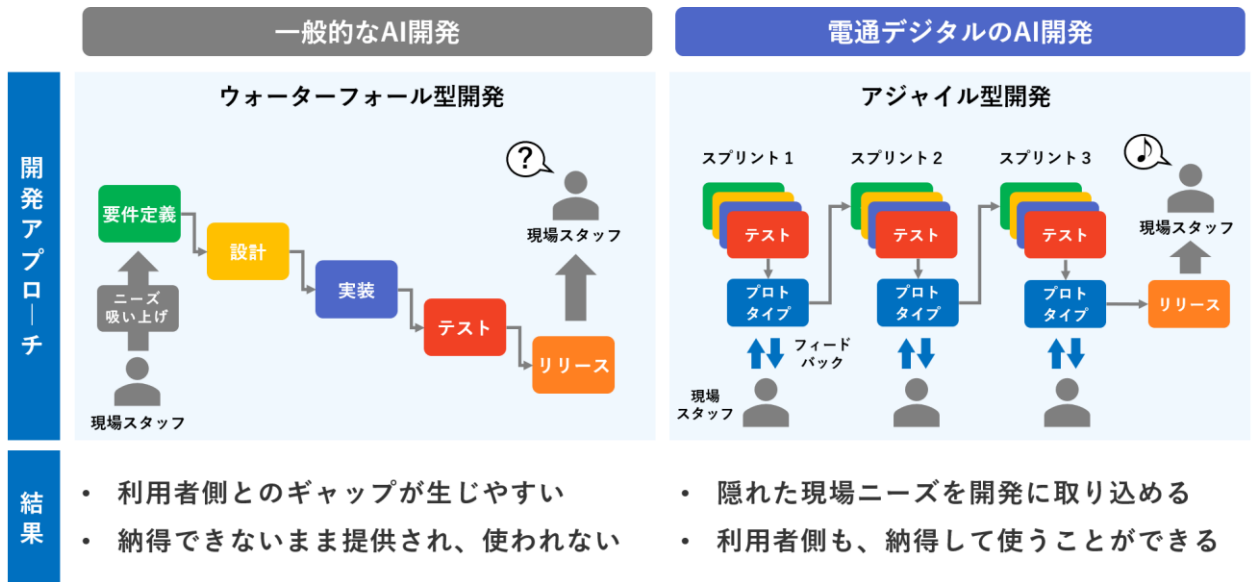 一般的なAI開発
電通デジタルのAI開発
開発アプローチ
ウォーターフォール型開発
?
要件定義
設計
実装
テスト
リリース
ニーズ
吸い上げ
現場スタッフ
現場スタッフ
アジャイル型開発
スプリント1
スプリント2
スプリント3
♪
テスト
テスト
テスト
プロト
タイプ
プロト
タイプ
プロト
タイプ
リリース
現場スタッフ
フィード
バック
現場
スタッフ
結果
• 利用者側とのギャップが生じやすい
• 納得できないまま提供され、使われない
• 隠れた現場ニーズを開発に取り込める
• 利用者側も、納得して使うことができる